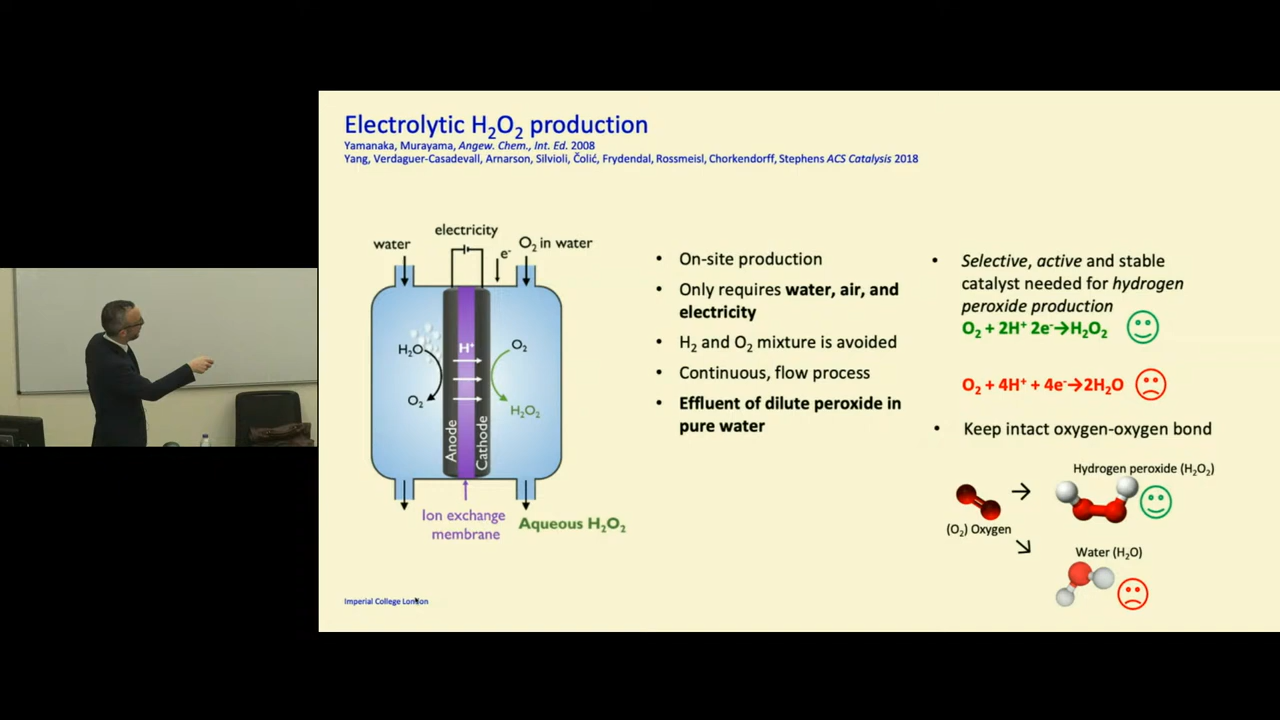 Electrolytic H₂O₂ production
Yamanaka, Murayama, Angew. Chem., Int. Ed. 2008
Yang, Verdaguer-Casadevall, Arnarson, Silvioli, Čolić, Frydendal, Rossmeisl, Chorkendorff, Stephens ACS Catalysis 2018
electricity
water
e⁻
O₂ in water
H₂O
H⁺
O₂
O₂
H₂O₂
Anode
Cathode
Ion exchange
membrane
Aqueous H₂O₂
• On-site production
• Only requires water, air, and
electricity
• H₂ and O₂ mixture is avoided
• Continuous, flow process
• Effluent of dilute peroxide in
pure water
• Selective, active and stable
catalyst needed for hydrogen
peroxide production
O₂ + 2H⁺ 2e⁻→H₂O₂
O₂ + 4H⁺ + 4e⁻→2H₂O
• Keep intact oxygen-oxygen bond
Hydrogen peroxide (H₂O₂)
(O₂) Oxygen
Water (H₂O)
Imperial College London